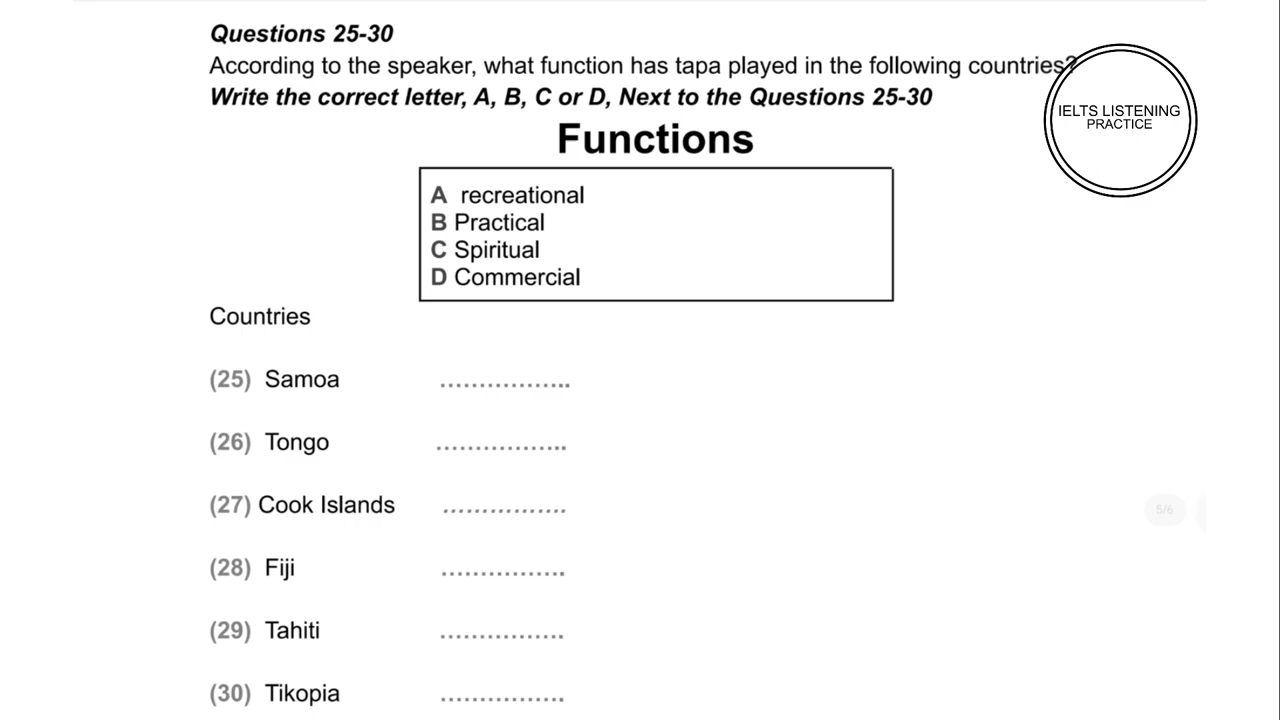 Questions 25-30
According to the speaker, what function has tapa played in the following countries?
Write the correct letter, A, B, C or D, Next to the Questions 25-30
IELTS LISTENING
PRACTICE
Functions
A recreational
B Practical
C Spiritual
D Commercial
Countries
(25) Samoa ……………..
(26) Tongo ……………..
(27) Cook Islands …………….
(28) Fiji …………….
(29) Tahiti …………….
(30) Tikopia …………….
5/6